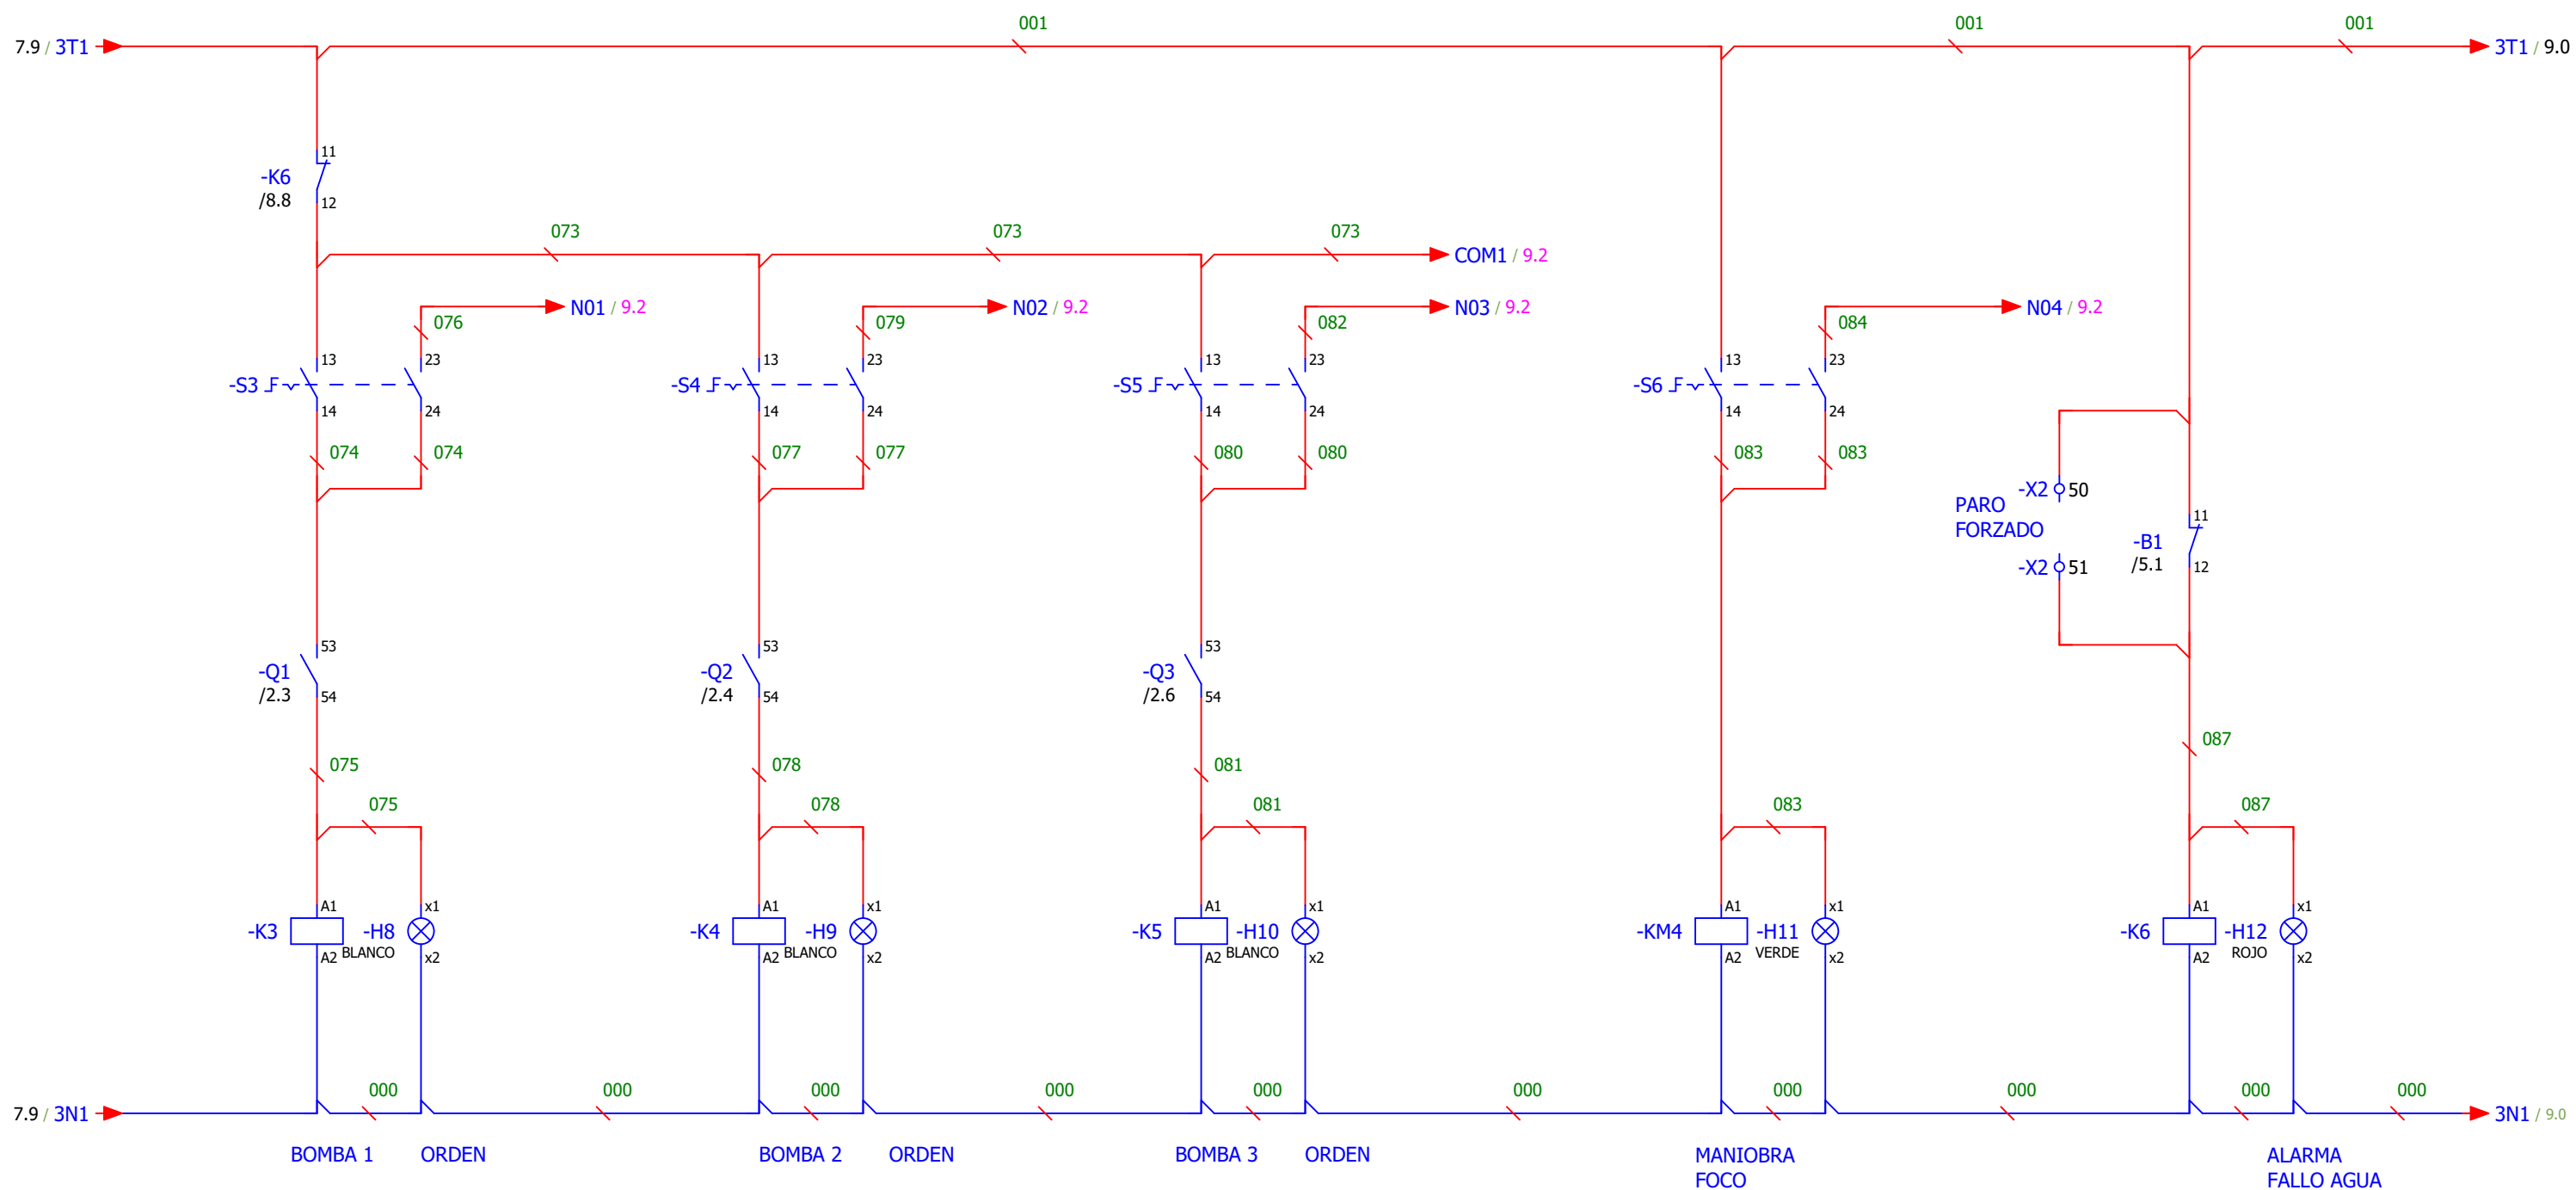 001 001 001
7.9 / 3T1 3T1 / 9.0
11
-K6
/8.8
12
073 073 073
COM1 / 9.2
N01 / 9.2 N02 / 9.2 N03 / 9.2 N04 / 9.2
076 079 082 084
13 23 13 23 13 23 13 23
-S3 -S4 -S5 -S6
14 24 14 24 14 24 14 24
074 074 077 077 080 080 083 083
-X2 50
PARO
FORZADO
11
-B1
/5.1
12
-X2 51
53 53 53
-Q1 -Q2 -Q3
/2.3 /2.4 /2.6
54 54 54
087
075 078 081
075 078 081 083 087
A1 x1 A1 x1 A1 x1 A1 x1 A1 x1
-K3 -H8 -K4 -H9 -K5 -H10 -KM4 -H11 -K6 -H12
A2 BLANCO x2 A2 BLANCO x2 A2 BLANCO x2 A2 VERDE x2 A2 ROJO x2
000 000 000 000 000 000 000 000 000 000
7.9 / 3N1 3N1 / 9.0
BOMBA 1 ORDEN BOMBA 2 ORDEN BOMBA 3 ORDEN
MANIOBRA
FOCO
ALARMA
FALLO AGUA